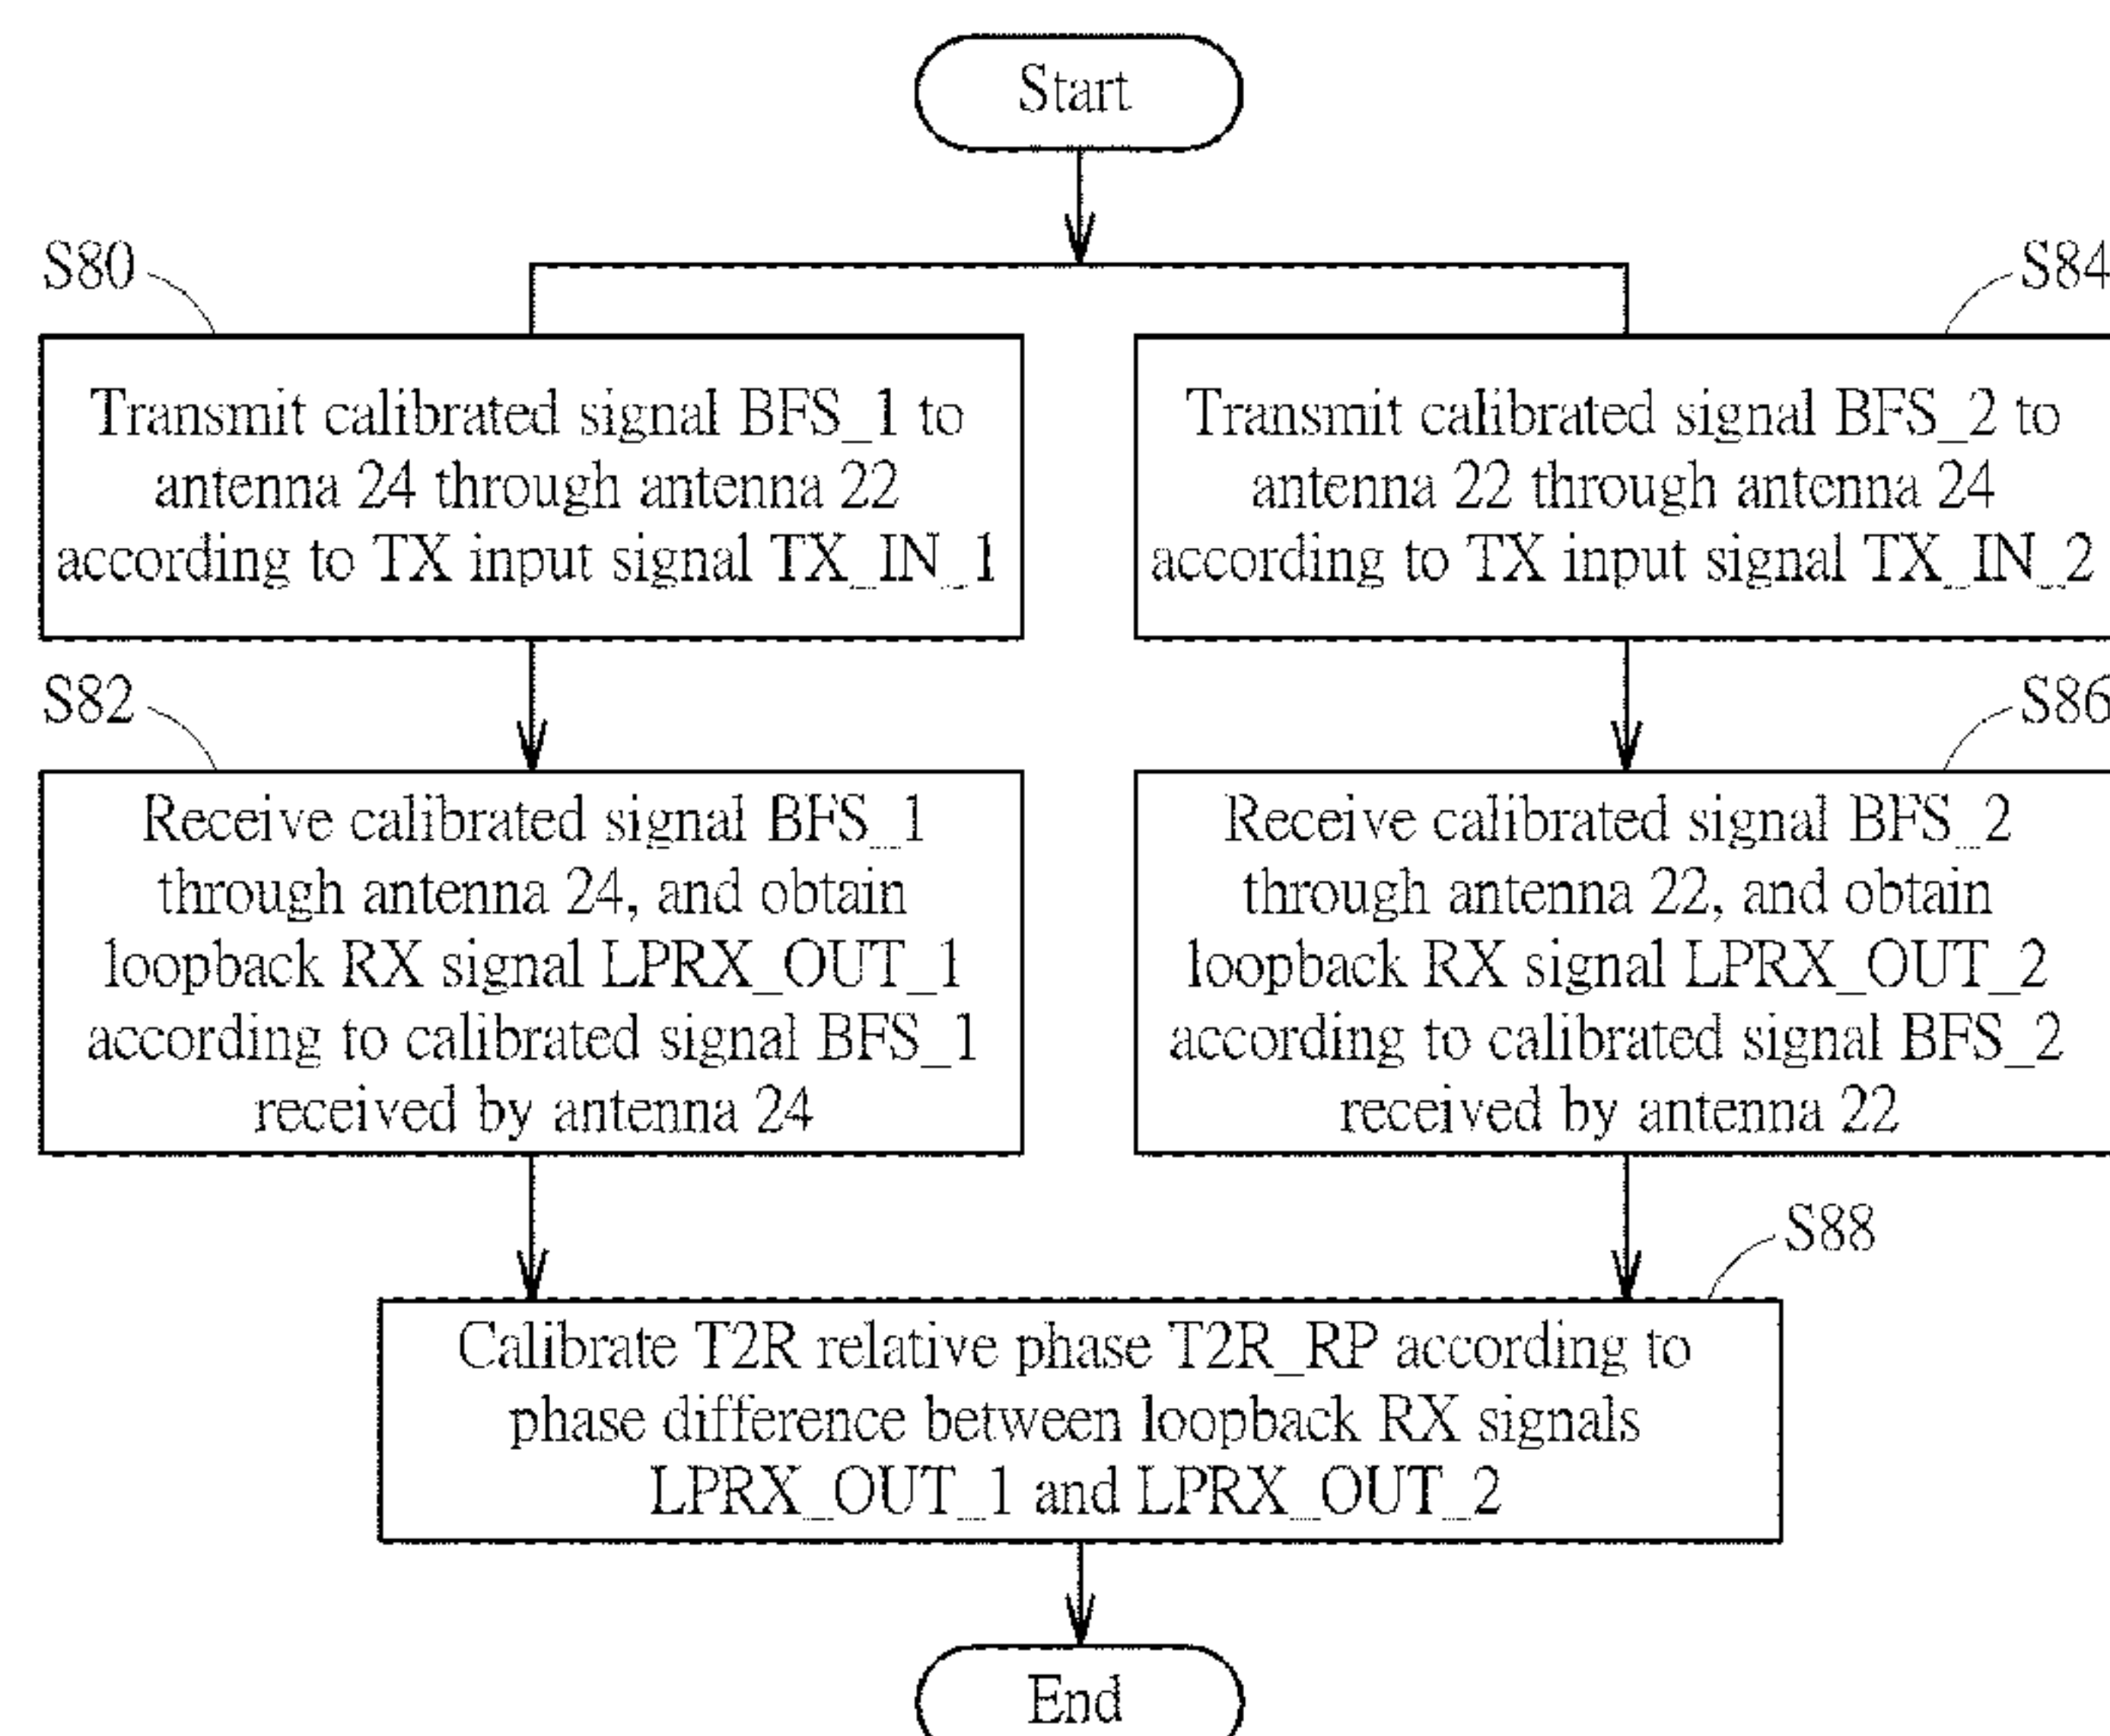 Start
S80
Transmit calibrated signal BFS_1 to
antenna 24 through antenna 22
according to TX input signal TX_IN_1
S84
Transmit calibrated signal BFS_2 to
antenna 22 through antenna 24
according to TX input signal TX_IN_2
S82
Receive calibrated signal BFS_1
through antenna 24, and obtain
loopback RX signal LPRX_OUT_1
according to calibrated signal BFS_1
received by antenna 24
S86
Receive calibrated signal BFS_2
through antenna 22, and obtain
loopback RX signal LPRX_OUT_2
according to calibrated signal BFS_2
received by antenna 22
S88
Calibrate T2R relative phase T2R_RP according to
phase difference between loopback RX signals
LPRX_OUT_1 and LPRX_OUT_2
End